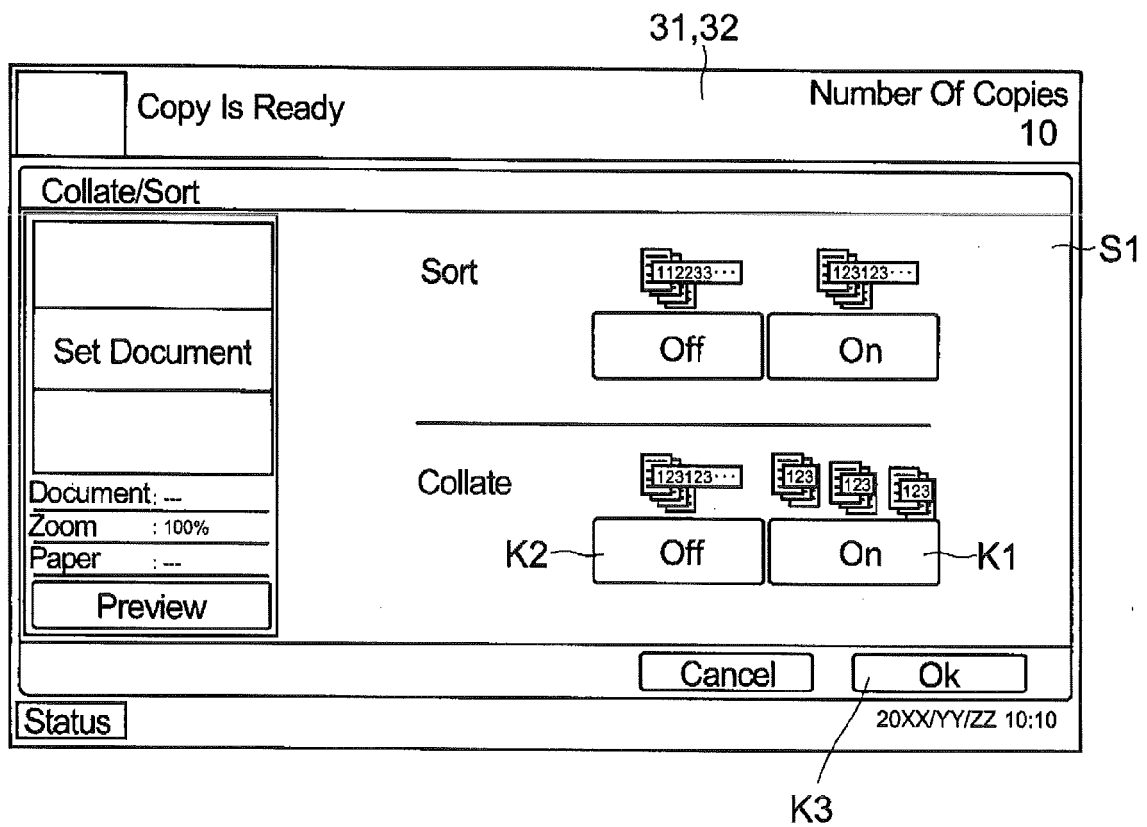 31,32
Copy Is Ready
Number Of Copies
10
Collate/Sort
S1
Sort
112233···
123123···
Set Document
Off
On
Collate
123123···
123
123
123
Document: ---
Zoom : 100%
Paper : ---
K2
Off
On
K1
Preview
Cancel
Ok
Status
20XX/YY/ZZ 10:10
K3